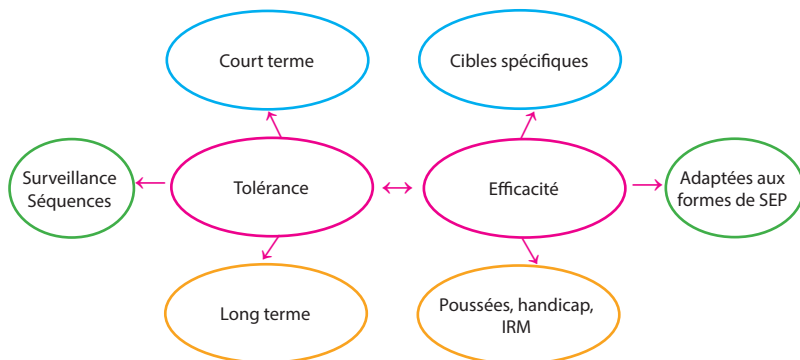 Court terme
Cibles spécifiques
Surveillance
Séquences
Tolérance
Efficacité
Adaptées aux
formes de SEP
Long terme
Poussées, handicap,
IRM